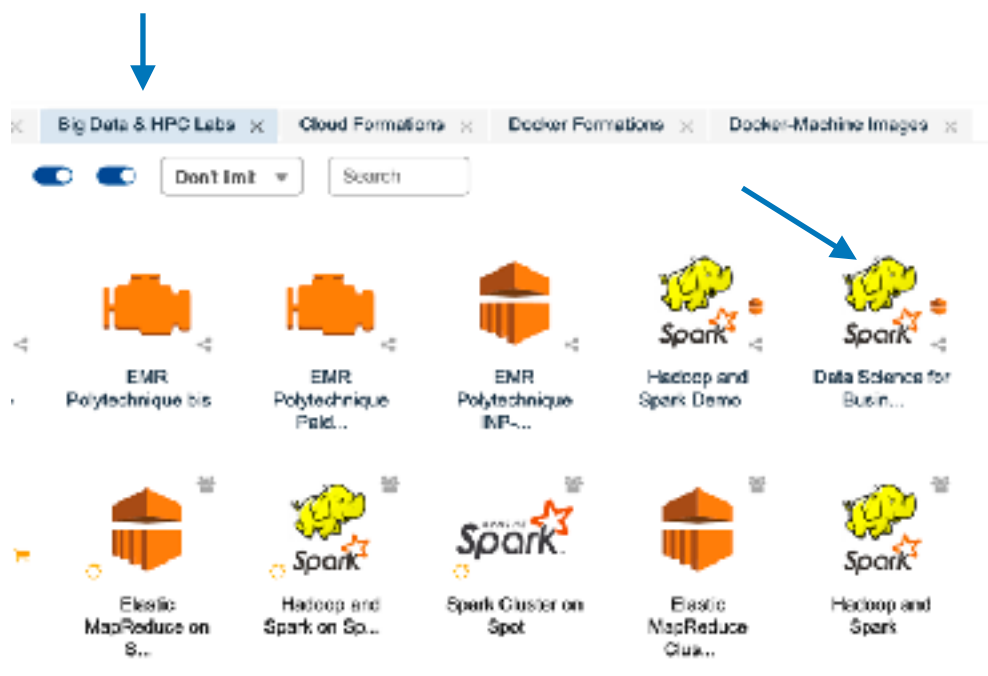 Big Data & HPC Labs
Cloud Formations
Docker Formations
Docker-Machine Images
Don't limit
Search
Spark
Spark
EMR
Polytechnique bis
EMR
Polytechnique
Paid...
EMR
Polytechnique
INP-...
Hadoop and
Spark Demo
Data Science for
Busin...
Spark
Spark
Spark
Elastic
MapReduce on
S...
Hadoop and
Spark on Sp...
Spark Cluster on
Spot
Elastic
MapReduce
Clus...
Hadoop and
Spark